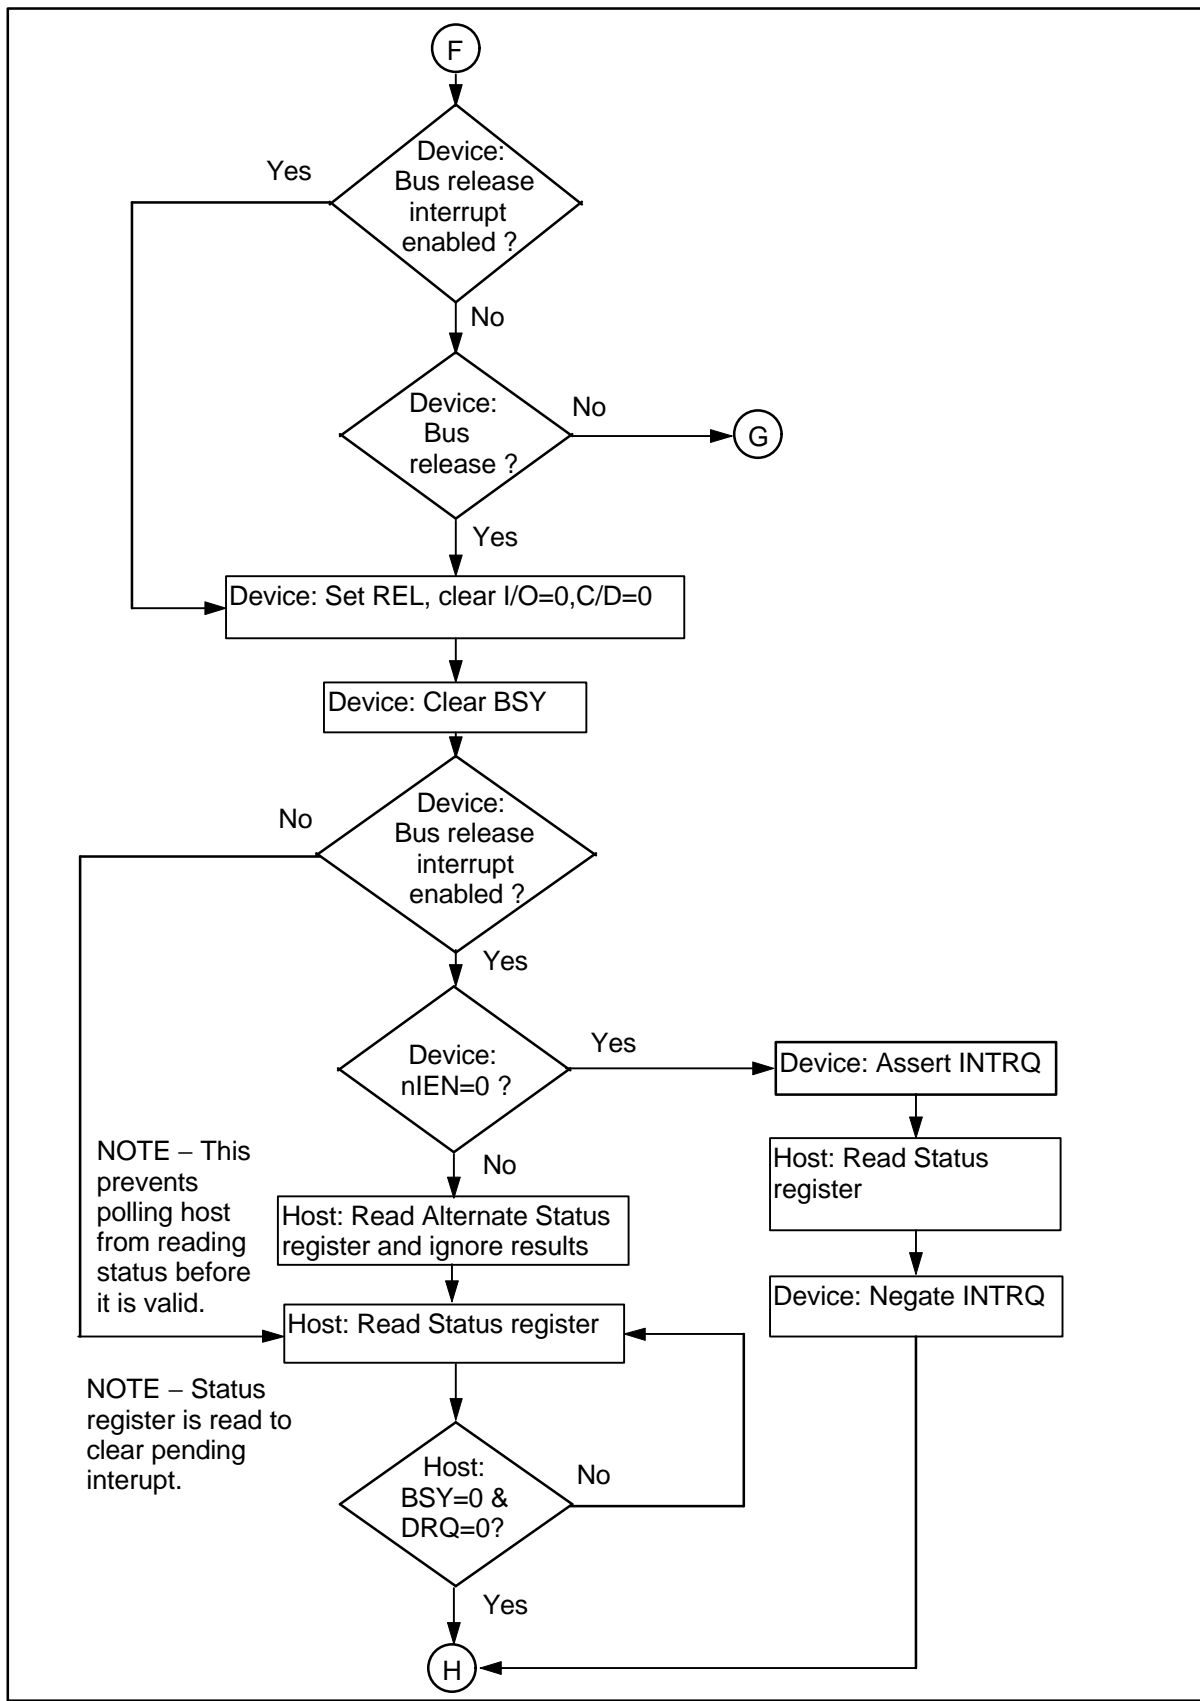 F
Device:
Bus release
interrupt
enabled ?
Yes
No
Device:
Bus
release ?
No
G
Yes
Device: Set REL, clear I/O=0,C/D=0
Device: Clear BSY
Device:
Bus release
interrupt
enabled ?
No
Yes
Device:
nIEN=0 ?
Yes
Device: Assert INTRQ
Host: Read Status
register
Device: Negate INTRQ
No
NOTE – This
prevents
polling host
from reading
status before
it is valid.
Host: Read Alternate Status
register and ignore results
Host: Read Status register
NOTE – Status
register is read to
clear pending
interupt.
Host:
BSY=0 &
DRQ=0?
No
Yes
H